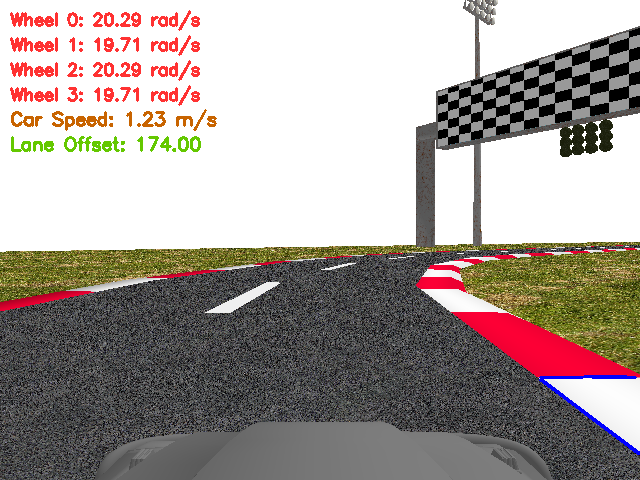 Wheel 0: 20.29 rad/s
Wheel 1: 19.71 rad/s
Wheel 2: 20.29 rad/s
Wheel 3: 19.71 rad/s
Car Speed: 1.23 m/s
Lane Offset: 174.00